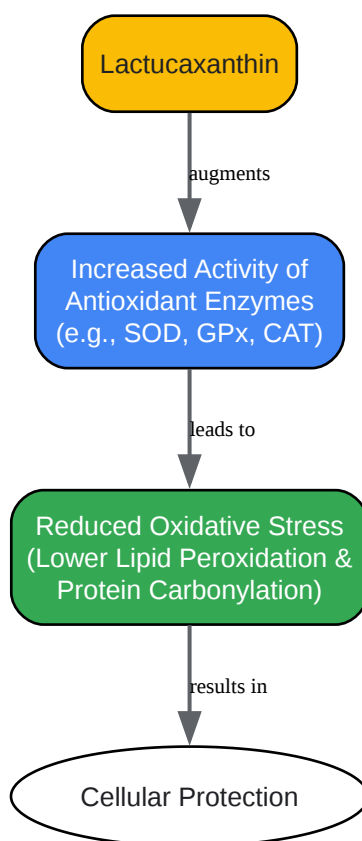 Lactucaxanthin
augments
Increased Activity of
Antioxidant Enzymes
(e.g., SOD, GPx, CAT)
leads to
Reduced Oxidative Stress
(Lower Lipid Peroxidation &
Protein Carbonylation)
results in
Cellular Protection